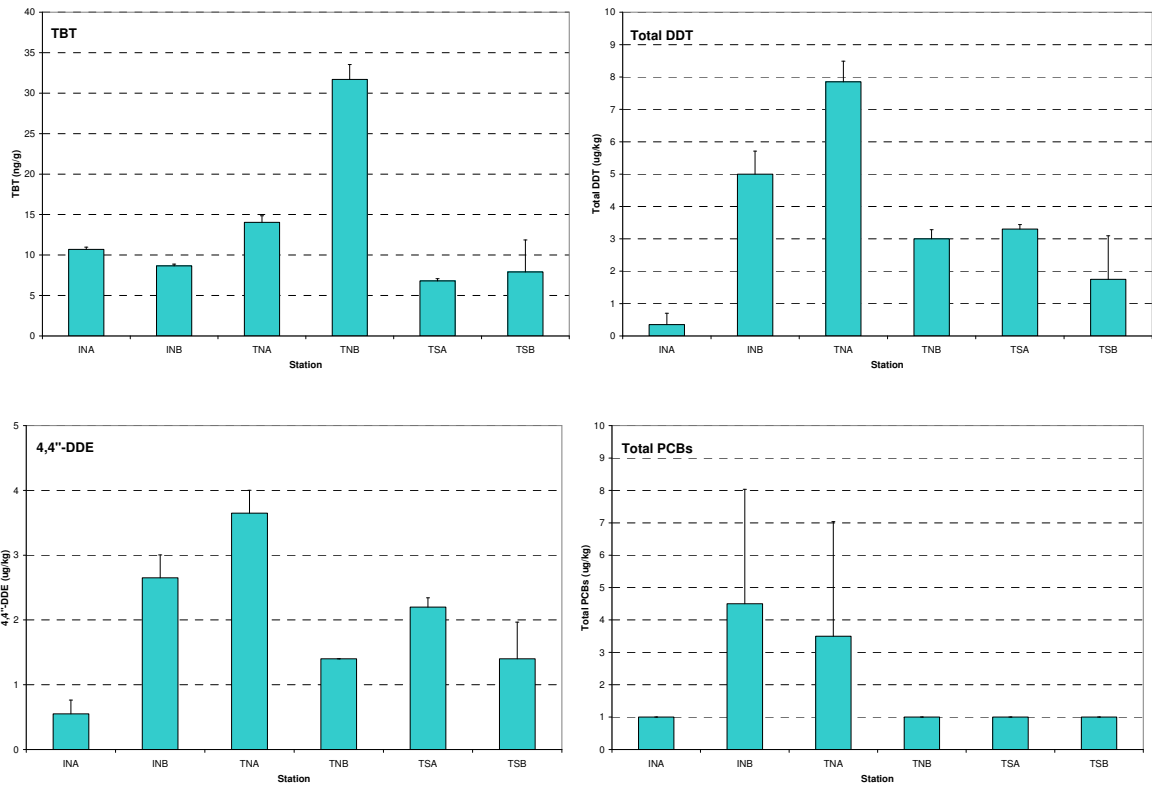 TBT
40
35
30
25
20
15
10
5
0
TBT (ng/g)
INA INB TNA TNB TSA TSB
Station
Total DDT
10
9
8
7
6
5
4
3
2
1
0
Total DDT (ug/kg)
INA INB TNA TNB TSA TSB
Station
4,4"-DDE
5
4
3
2
1
0
4,4"-DDE (ug/kg)
INA INB TNA TNB TSA TSB
Station
Total PCBs
10
9
8
7
6
5
4
3
2
1
0
Total PCBs (ug/kg)
INA INB TNA TNB TSA TSB
Station